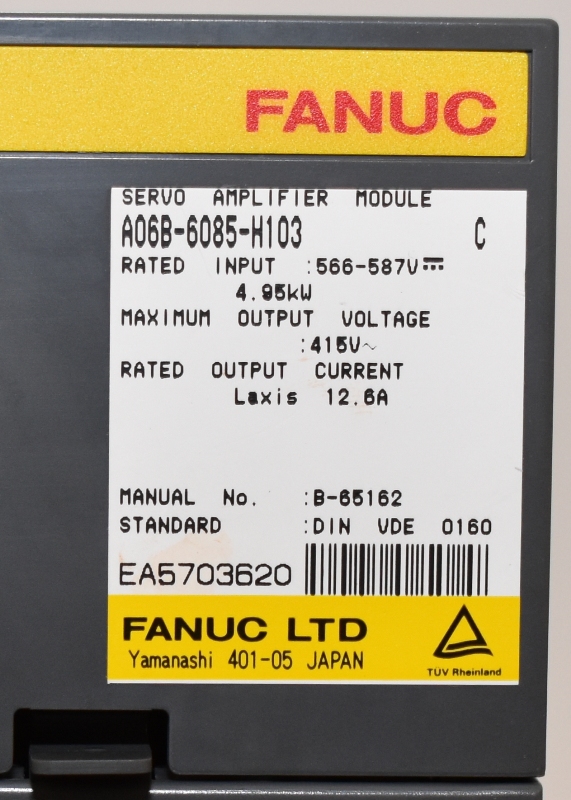 FANUC
SERVO AMPLIFIER MODULE
A06B-6085-H103 C
RATED INPUT :566-587V⎓
4.95kW
MAXIMUM OUTPUT VOLTAGE
:415V~
RATED OUTPUT CURRENT
Laxis 12.6A
MANUAL No. :B-65162
STANDARD :DIN VDE 0160
EA5703620
FANUC LTD
Yamanashi 401-05 JAPAN
TÜV Rheinland